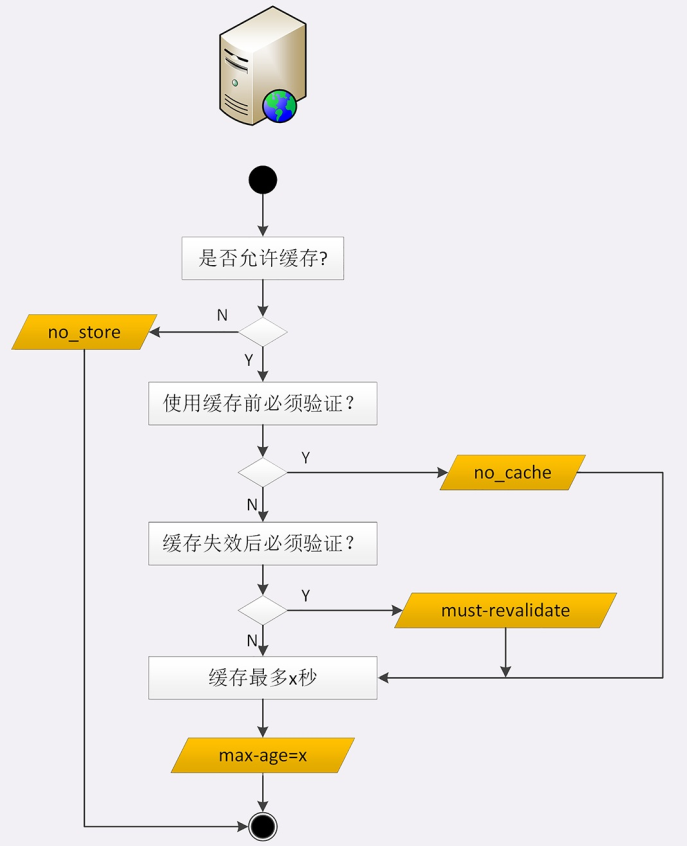 是否允许缓存?
N
no_store
Y
使用缓存前必须验证?
Y
no_cache
N
缓存失效后必须验证?
Y
must-revalidate
N
缓存最多x秒
max-age=x